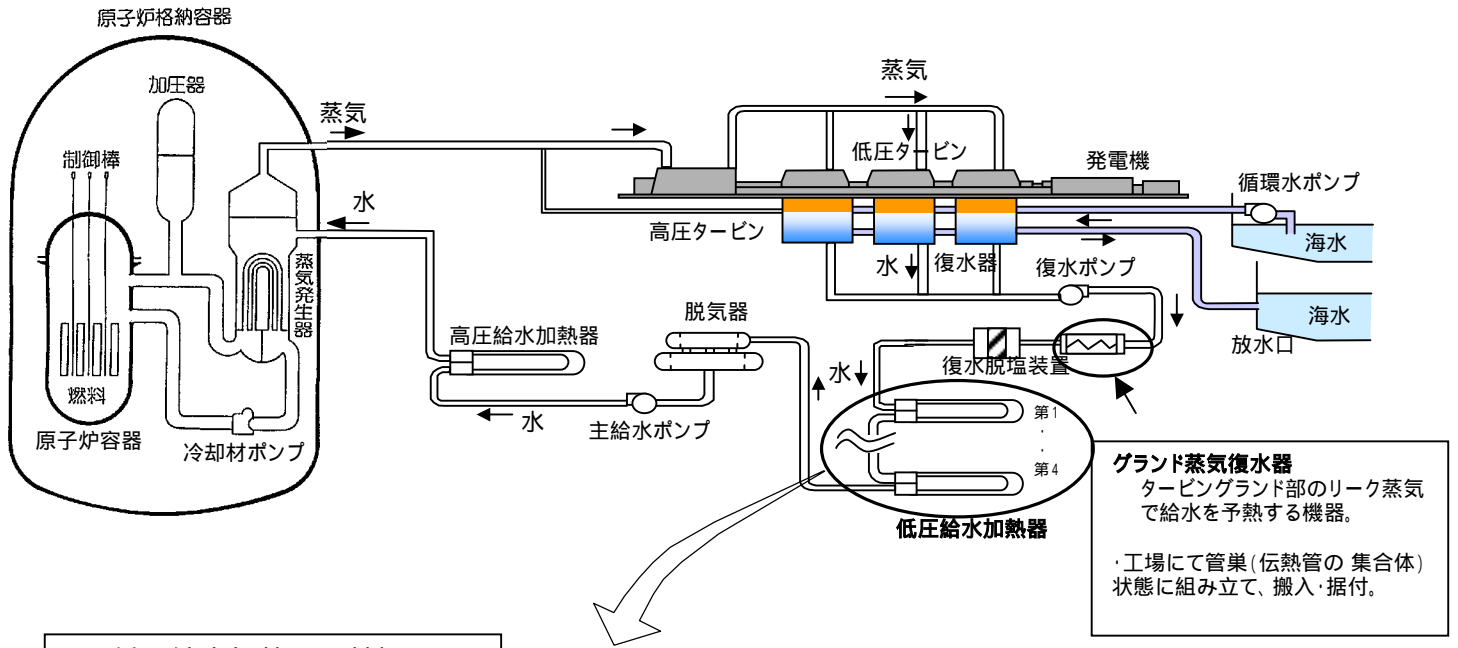 原子炉格納容器
加圧器
蒸気
蒸気
制御棒
低圧タービン
発電機
循環水ポンプ
水
高圧タービン
海水
蒸気発生器
水
復水器
復水ポンプ
脱気器
海水
高圧給水加熱器
放水口
復水脱塩装置
水
燃料
第1
・
・
第4
水
主給水ポンプ
原子炉容器
冷却材ポンプ
低圧給水加熱器
グランド蒸気復水器
タービングランド部のリーク蒸気
で給水を予熱する機器。
・工場にて管巣(伝熱管の 集合体)
状態に組み立て、搬入・据付。